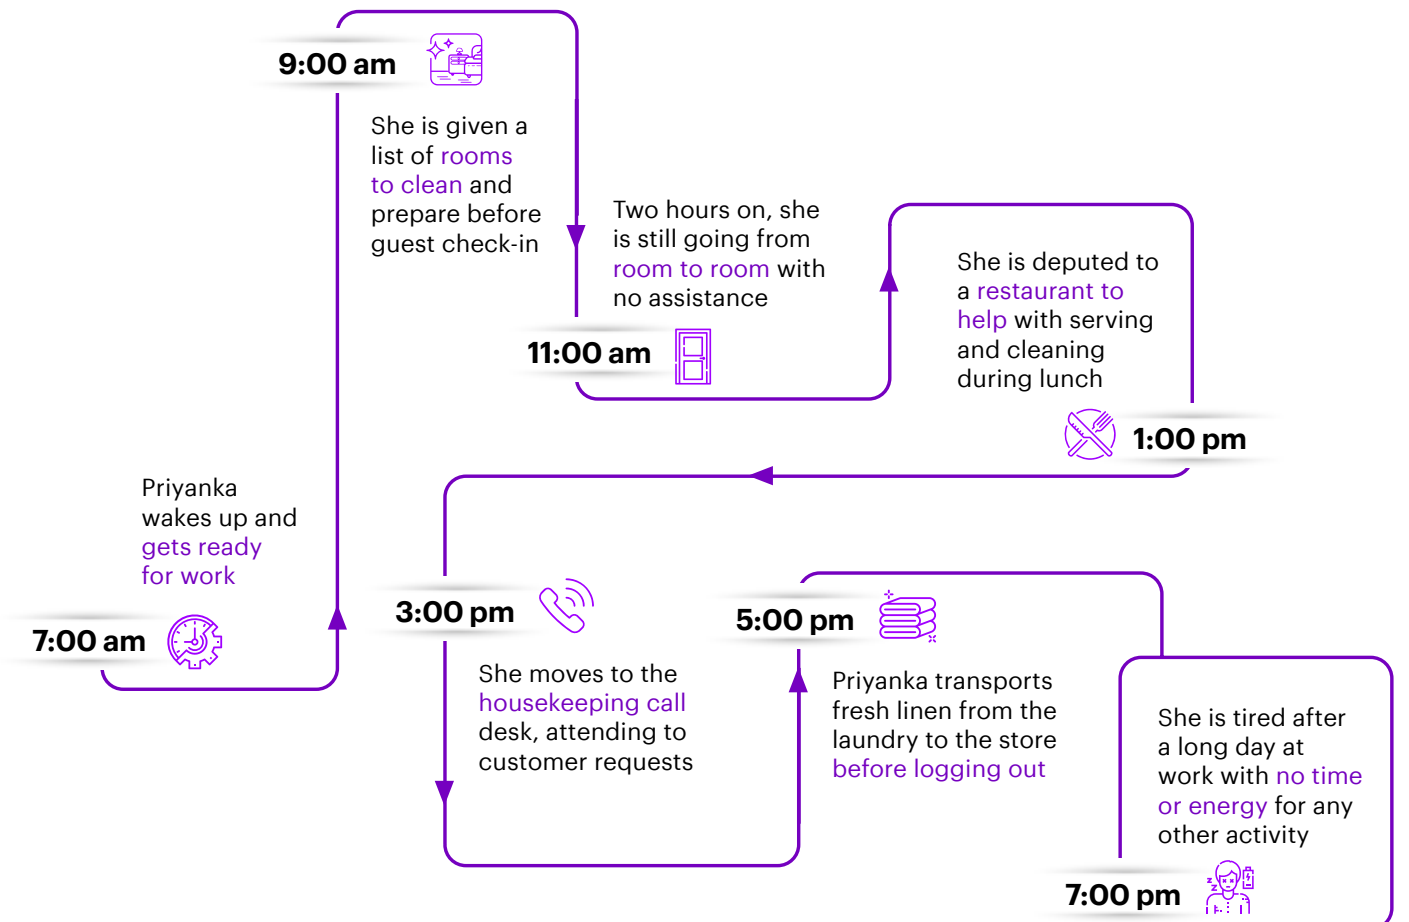 7:00 am
Priyanka
wakes up and
gets ready
for work
9:00 am
She is given a
list of rooms
to clean and
prepare before
guest check-in
11:00 am
Two hours on, she
is still going from
room to room with
no assistance
1:00 pm
She is deputed to
a restaurant to
help with serving
and cleaning
during lunch
3:00 pm
She moves to the
housekeeping call
desk, attending to
customer requests
5:00 pm
Priyanka transports
fresh linen from the
laundry to the store
before logging out
7:00 pm
She is tired after
a long day at
work with no time
or energy for any
other activity
z
z
z